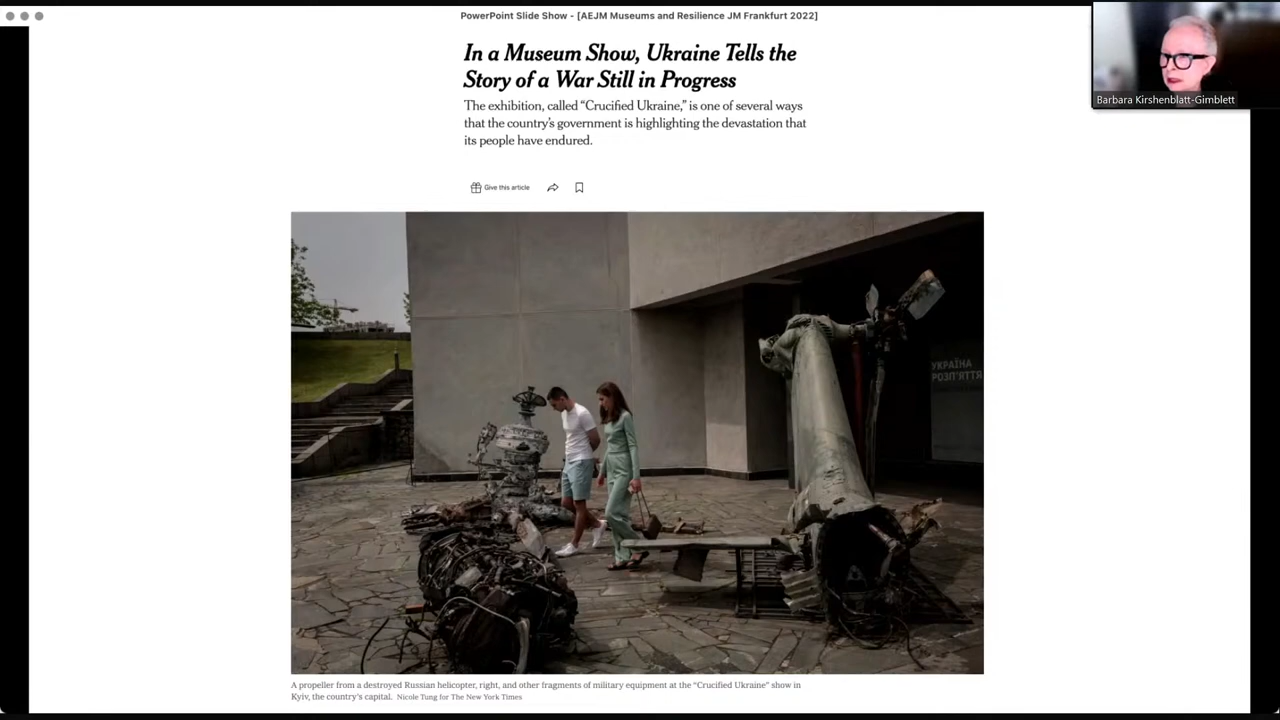 PowerPoint Slide Show - [AEJM Museums and Resilience JM Frankfurt 2022]
Barbara Kirshenblatt-Gimblett
In a Museum Show, Ukraine Tells the
Story of a War Still in Progress
The exhibition, called “Crucified Ukraine,” is one of several ways
that the country’s government is highlighting the devastation that
its people have endured.
Give this article
УКРАЇНА
РОЗП'ЯТТЯ
A propeller from a destroyed Russian helicopter, right, and other fragments of military equipment at the “Crucified Ukraine” show in
Kyiv, the country’s capital. Nicole Tung for The New York Times